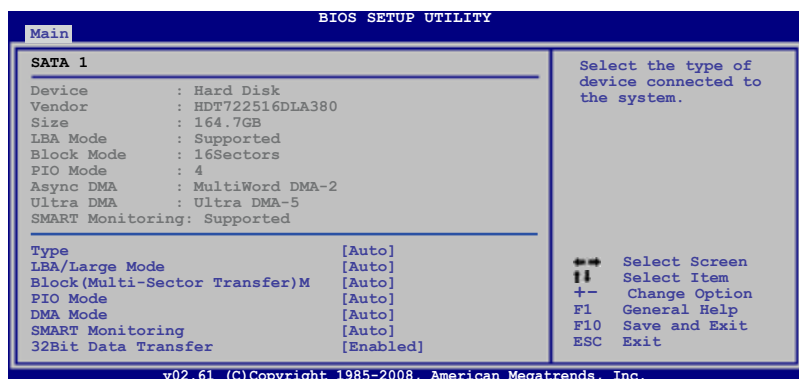 BIOS SETUP UTILITY
Main
SATA 1
Device : Hard Disk
Vendor : HDT722516DLA380
Size : 164.7GB
LBA Mode : Supported
Block Mode : 16Sectors
PIO Mode : 4
Async DMA : MultiWord DMA-2
Ultra DMA : Ultra DMA-5
SMART Monitoring: Supported
Type [Auto]
LBA/Large Mode [Auto]
Block(Multi-Sector Transfer)M [Auto]
PIO Mode [Auto]
DMA Mode [Auto]
SMART Monitoring [Auto]
32Bit Data Transfer [Enabled]
Select the type of
device connected to
the system.
←→ Select Screen
↑↓ Select Item
+- Change Option
F1 General Help
F10 Save and Exit
ESC Exit
v02.61 (C)Copyright 1985-2008, American Megatrends, Inc.